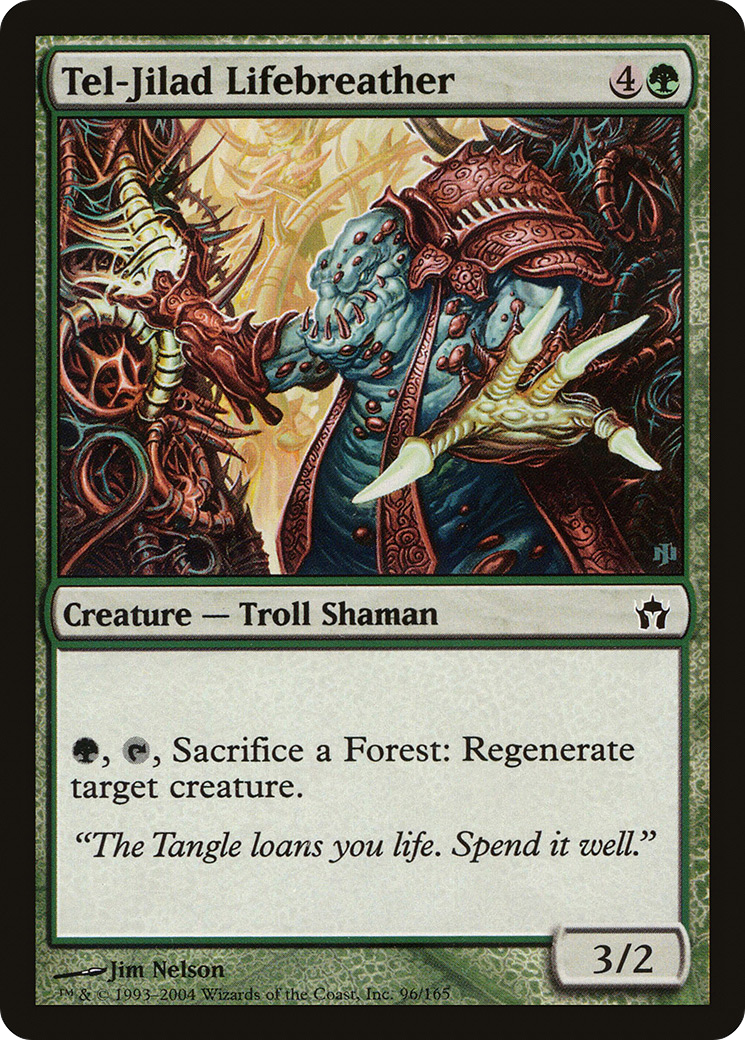 Tel-Jilad Lifebreather 4
Creature — Troll Shaman
, , Sacrifice a Forest: Regenerate
target creature.
“The Tangle loans you life. Spend it well.”
3/2
Jim Nelson
™ & © 1993–2004 Wizards of the Coast, Inc. 96/165